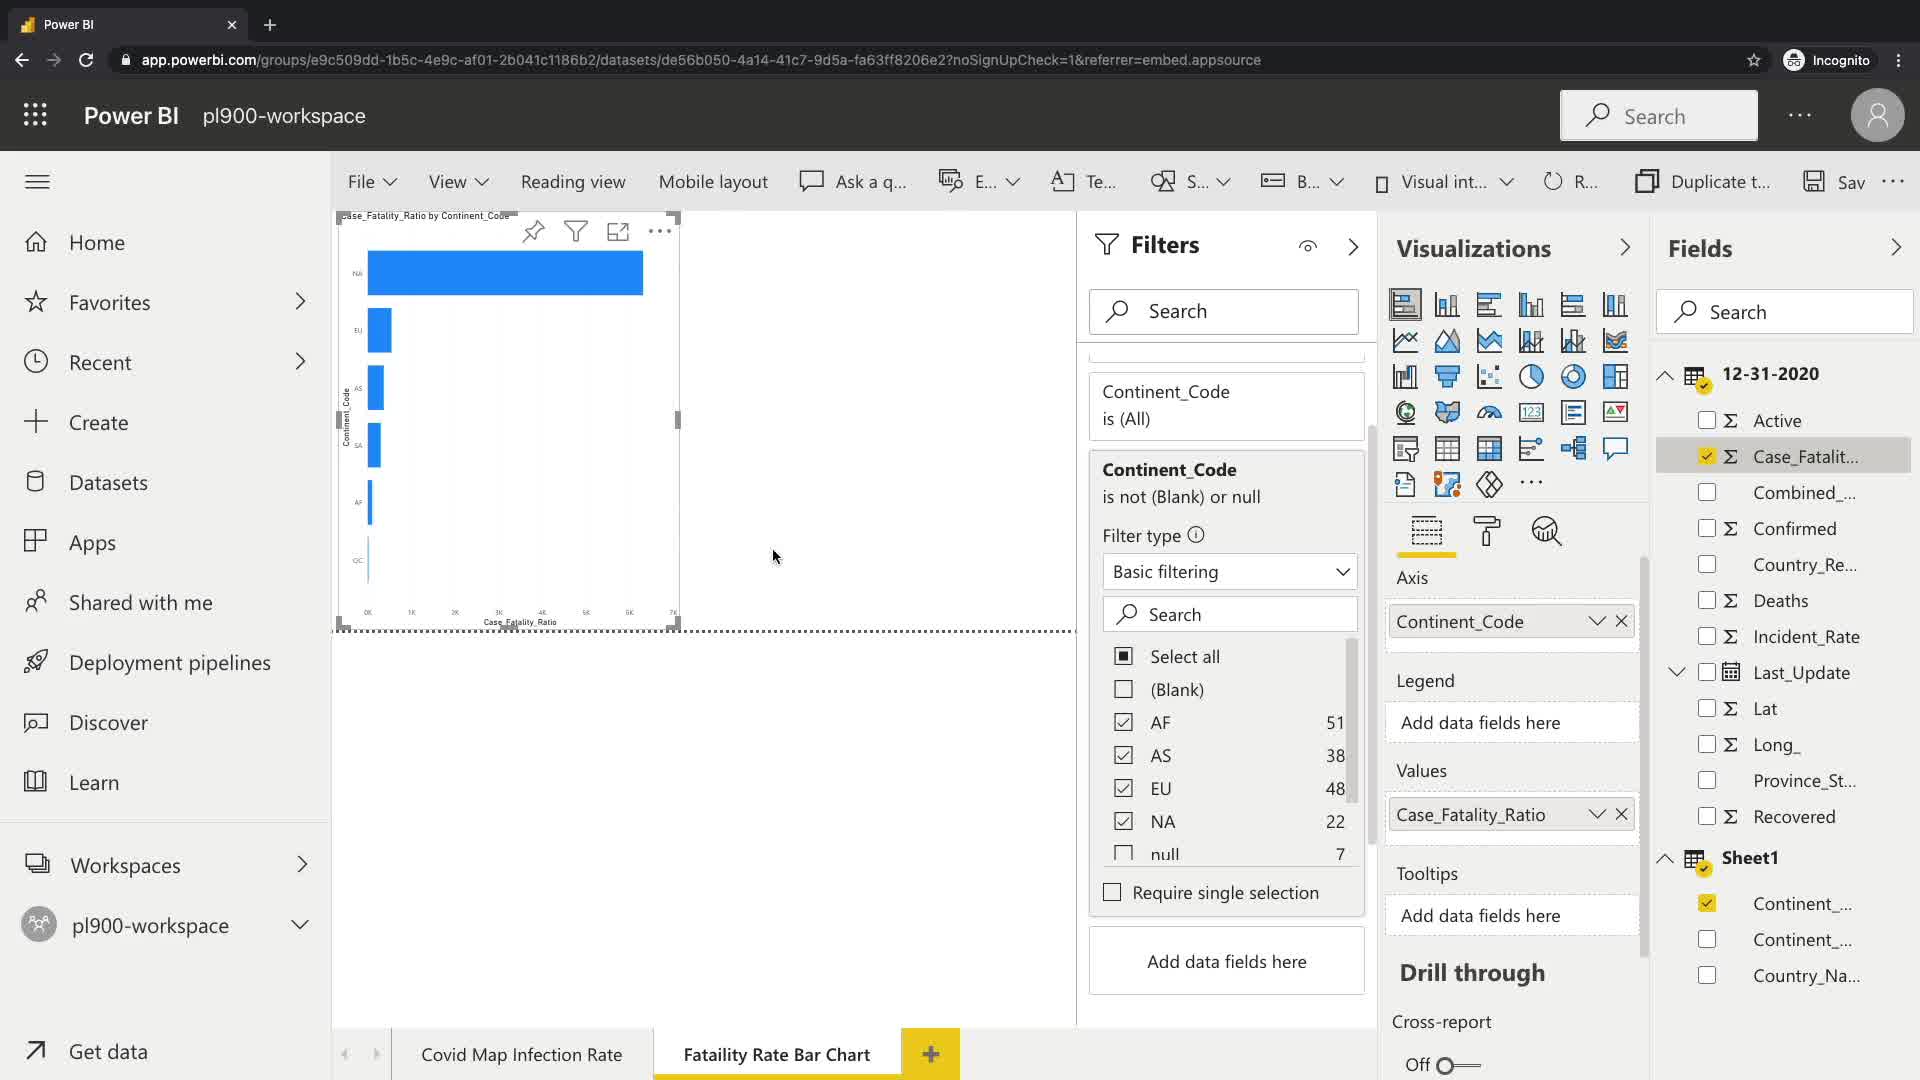 Power BI
app.powerbi.com/groups/e9c509dd-1b5c-4e9c-af01-2b041c1186b2/datasets/de56b050-4a14-41c7-9d5a-fa63ff8206e2?noSignUpCheck=1&referrer=embed.appsource
Incognito
Power BI pl900-workspace
Search
File View Reading view Mobile layout Ask a q... E... Te... S... B... Visual int... R... Duplicate t... Sav
Home
Favorites
Recent
Create
Datasets
Apps
Shared with me
Deployment pipelines
Discover
Learn
Workspaces
pl900-workspace
Get data
Case_Fatality_Ratio by Continent_Code
NA
EU
AS
SA
AF
OC
Continent_Code
0K 1K 2K 3K 4K 5K 6K 7K
Case_Fatality_Ratio
Filters
Search
Continent_Code
is (All)
Continent_Code
is not (Blank) or null
Filter type
Basic filtering
Search
Select all
(Blank)
AF 51
AS 38
EU 48
NA 22
null 7
Require single selection
Add data fields here
Visualizations
123
Axis
Continent_Code
Legend
Add data fields here
Values
Case_Fatality_Ratio
Tooltips
Add data fields here
Drill through
Cross-report
Off
Fields
Search
12-31-2020
Active
Case_Fatalit...
Combined_...
Confirmed
Country_Re...
Deaths
Incident_Rate
Last_Update
Lat
Long_
Province_St...
Recovered
Sheet1
Continent_...
Continent_...
Country_Na...
Covid Map Infection Rate
Fataility Rate Bar Chart